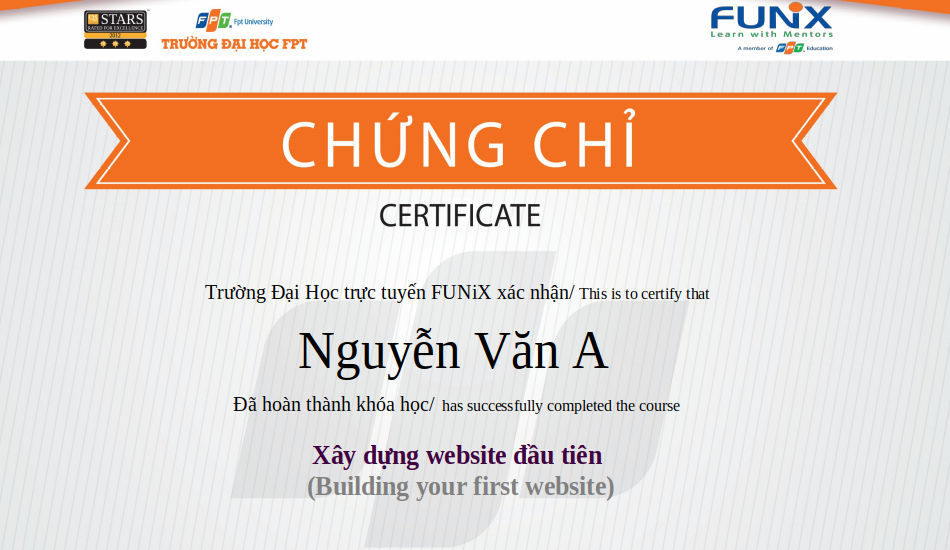 QS STARS
RATED FOR EXCELLENCE
2012
FPT. Fpt University
TRƯỜNG ĐẠI HỌC FPT
FUNiX
Learn with Mentors
A member of FPT. Education
CHỨNG CHỈ
CERTIFICATE
Trường Đại Học trực tuyến FUNiX xác nhận/ This is to certify that
Nguyễn Văn A
Đã hoàn thành khóa học/ has successfully completed the course
Xây dựng website đầu tiên
(Building your first website)